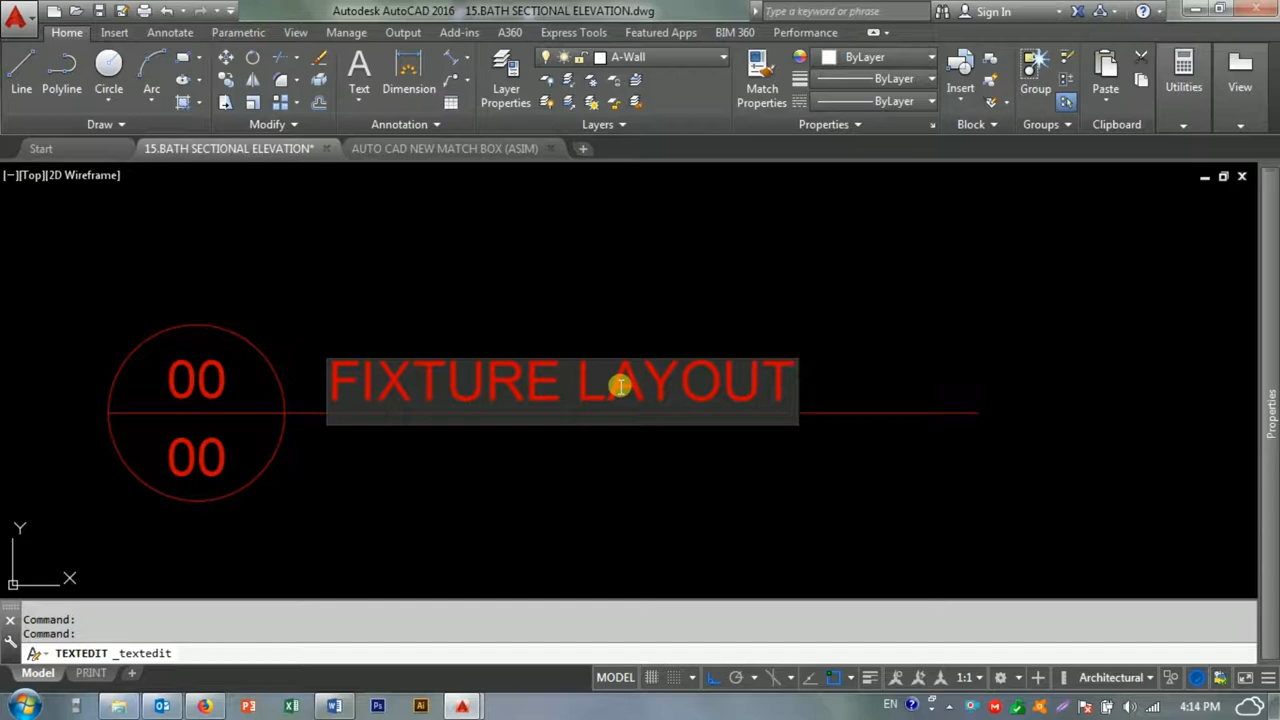 Autodesk AutoCAD 2016 15.BATH SECTIONAL ELEVATION.dwg
Type a keyword or phrase
Sign In
Home Insert Annotate Parametric View Manage Output Add-ins A360 Express Tools Featured Apps BIM 360 Performance
A-Wall
ByLayer
ByLayer
ByLayer
Line Polyline Circle Arc Text Dimension
Layer Properties
Match Properties
Insert Group Paste Utilities View
Draw Modify Annotation Layers Properties Block Groups Clipboard
Start 15.BATH SECTIONAL ELEVATION* AUTO CAD NEW MATCH BOX (ASIM)
[−][Top][2D Wireframe]
00
FIXTURE LAYOUT
00
Properties
Y
X
Command:
Command:
TEXTEDIT _textedit
Model PRINT
MODEL 1:1 Architectural
EN 4:14 PM